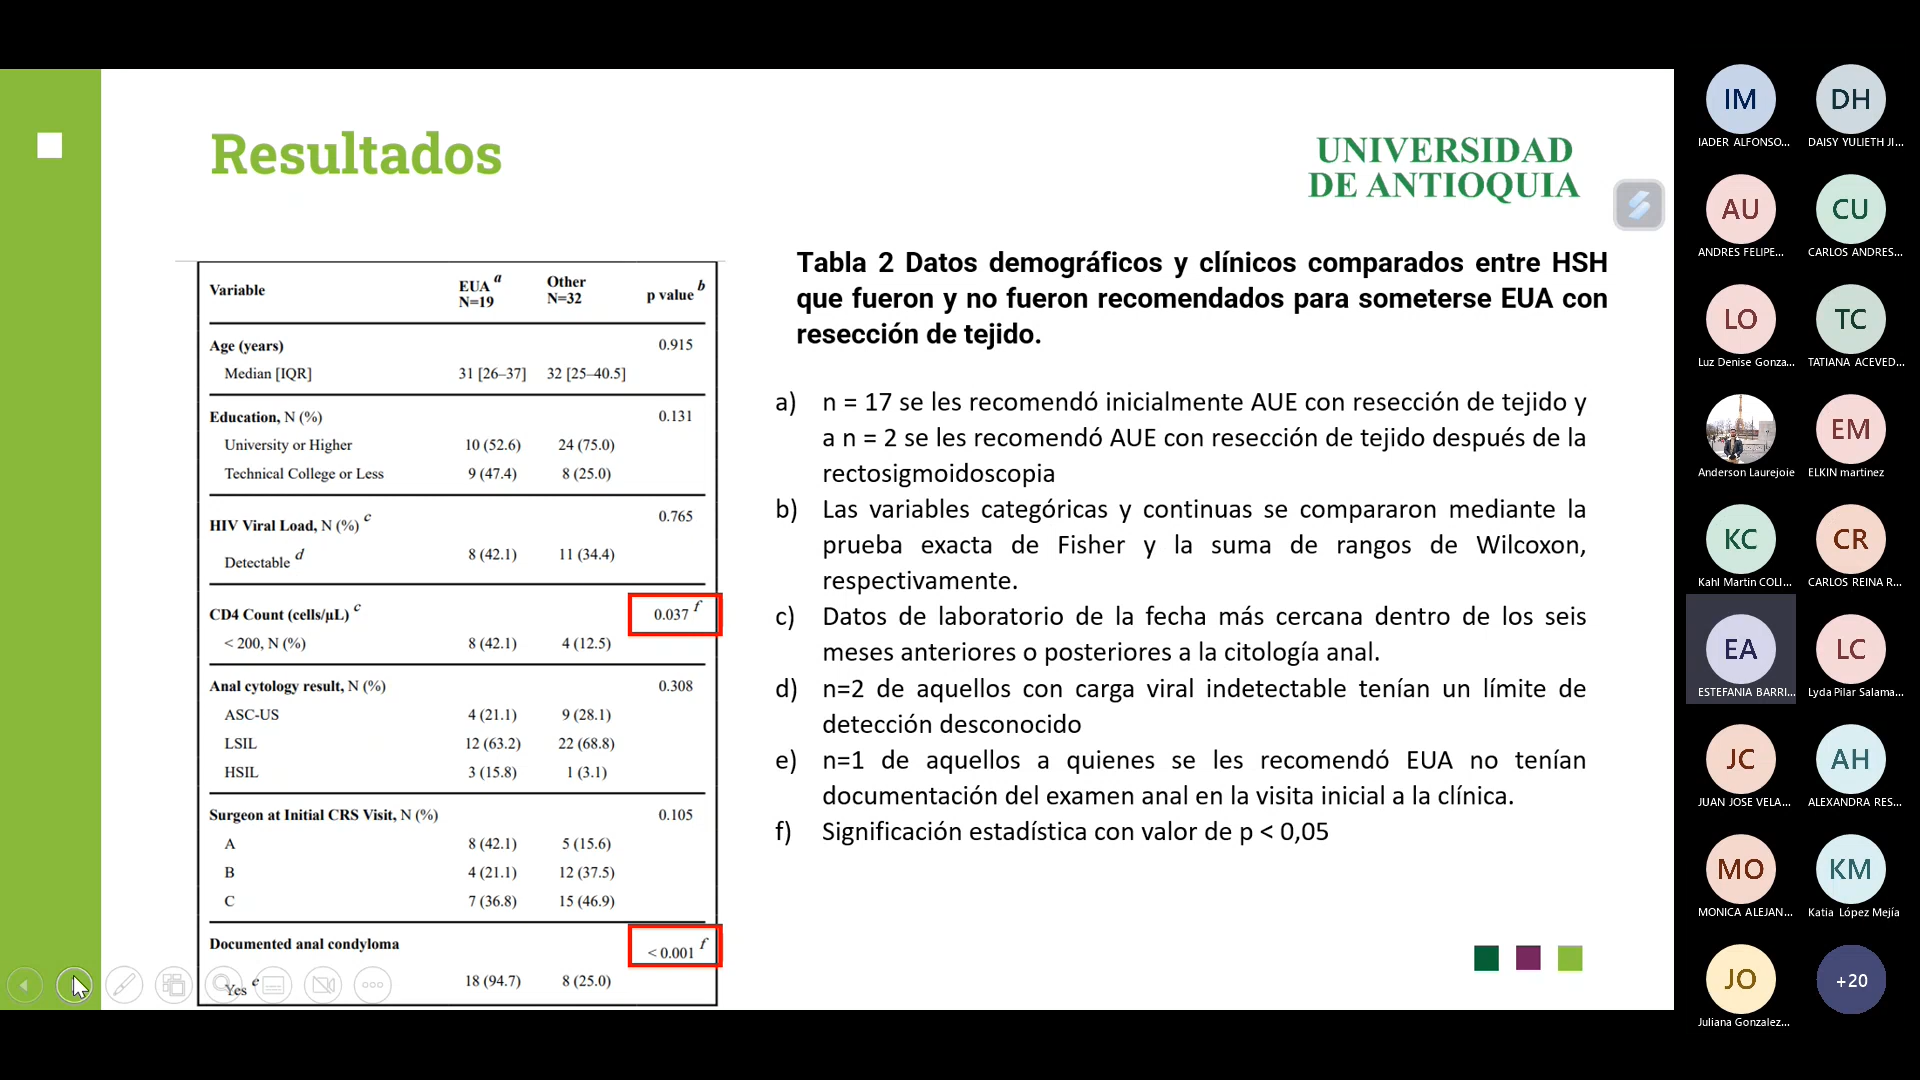 Resultados
UNIVERSIDAD
DE ANTIOQUIA
Variable EUA a N=19 Other N=32 p value b
Age (years) 0.915
Median [IQR] 31 [26–37] 32 [25–40.5]
Education, N (%) 0.131
University or Higher 10 (52.6) 24 (75.0)
Technical College or Less 9 (47.4) 8 (25.0)
HIV Viral Load, N (%) c 0.765
Detectable d 8 (42.1) 11 (34.4)
CD4 Count (cells/µL) c 0.037 f
< 200, N (%) 8 (42.1) 4 (12.5)
Anal cytology result, N (%) 0.308
ASC-US 4 (21.1) 9 (28.1)
LSIL 12 (63.2) 22 (68.8)
HSIL 3 (15.8) 1 (3.1)
Surgeon at Initial CRS Visit, N (%) 0.105
A 8 (42.1) 5 (15.6)
B 4 (21.1) 12 (37.5)
C 7 (36.8) 15 (46.9)
Documented anal condyloma < 0.001 f
Yes e 18 (94.7) 8 (25.0)
Tabla 2 Datos demográficos y clínicos comparados entre HSH
que fueron y no fueron recomendados para someterse EUA con
resección de tejido.
a) n = 17 se les recomendó inicialmente AUE con resección de tejido y
a n = 2 se les recomendó AUE con resección de tejido después de la
rectosigmoidoscopia
b) Las variables categóricas y continuas se compararon mediante la
prueba exacta de Fisher y la suma de rangos de Wilcoxon,
respectivamente.
c) Datos de laboratorio de la fecha más cercana dentro de los seis
meses anteriores o posteriores a la citología anal.
d) n=2 de aquellos con carga viral indetectable tenían un límite de
detección desconocido
e) n=1 de aquellos a quienes se les recomendó EUA no tenían
documentación del examen anal en la visita inicial a la clínica.
f) Significación estadística con valor de p < 0,05
IM DH
IADER ALFONSO... DAISY YULIETH JI...
AU CU
ANDRES FELIPE... CARLOS ANDRES...
LO TC
Luz Denise Gonza... TATIANA ACEVED...
EM
Anderson Laurejoie ELKIN martinez
KC CR
Kahl Martin COLI... CARLOS REINA R...
EA LC
ESTEFANIA BARRI... Lyda Pilar Salama...
JC AH
JUAN JOSE VELA... ALEXANDRA RES...
MO KM
MONICA ALEJAN... Katia López Mejía
JO +20
Juliana Gonzalez...